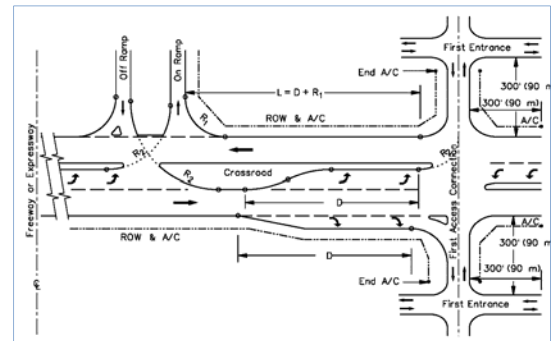 Off Ramp
On Ramp
First Entrance
End A/C
L = D + R₁
300' (90 m)
300' (90 m)
ROW & A/C
A/C
R₁
R₂
R₂
Crossroad
D
First Access Connection
Freeway or Expressway
ROW & A/C
D
A/C
300' (90 m)
300' (90 m)
End A/C
First Entrance